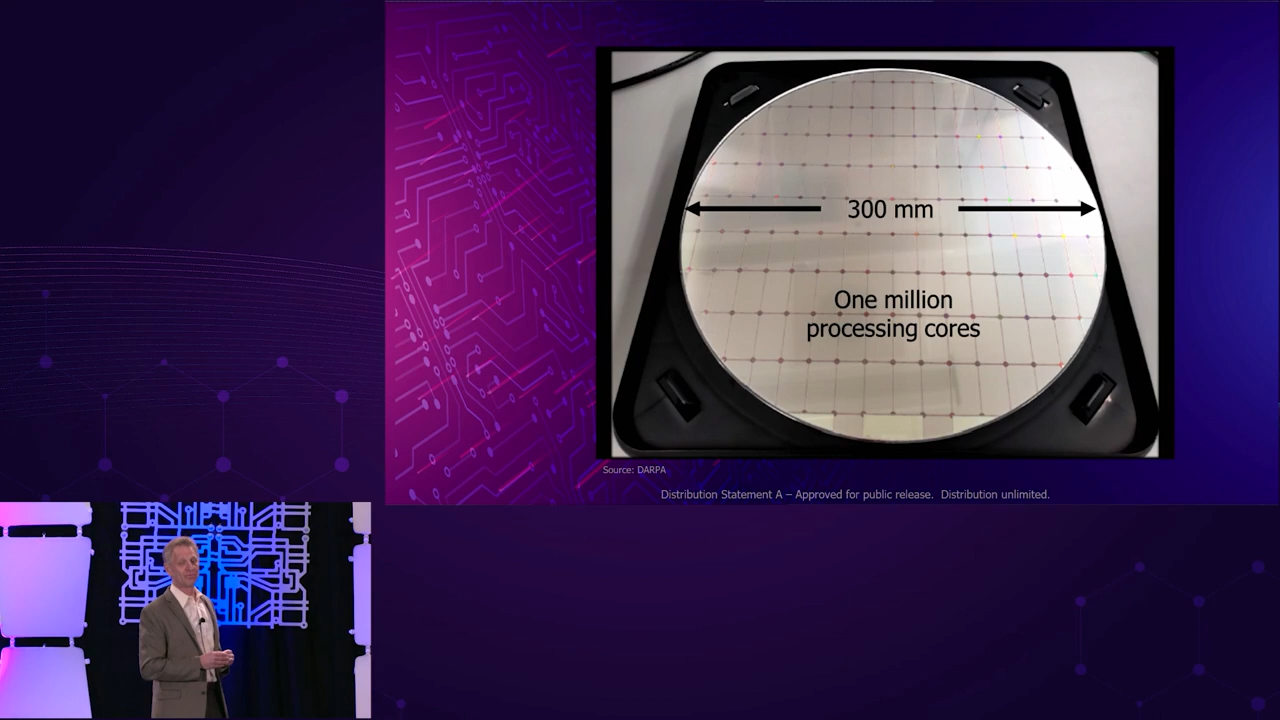 300 mm
One million
processing cores
Source: DARPA
Distribution Statement A – Approved for public release. Distribution unlimited.